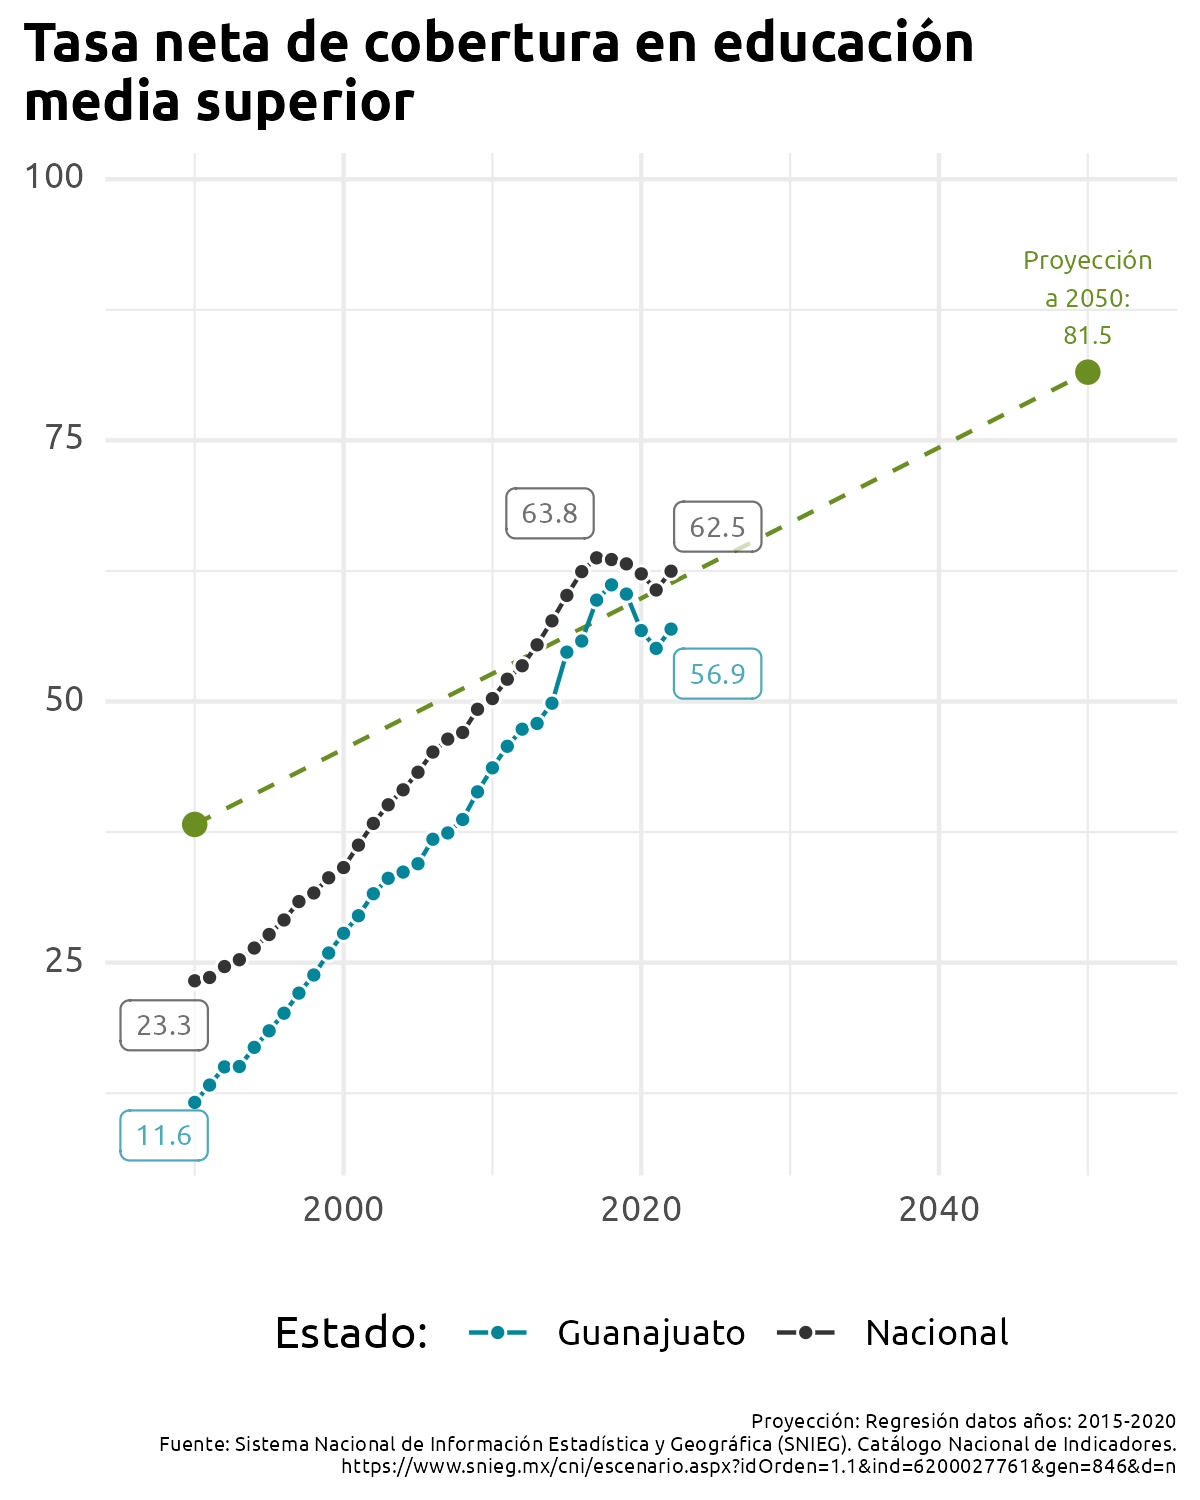 Tasa neta de cobertura en educación
media superior
100
Proyección
a 2050:
81.5
75
63.8
62.5
56.9
50
25
23.3
11.6
2000 2020 2040
Estado: Guanajuato Nacional
Proyección: Regresión datos años: 2015-2020
Fuente: Sistema Nacional de Información Estadística y Geográfica (SNIEG). Catálogo Nacional de Indicadores.
https://www.snieg.mx/cni/escenario.aspx?idOrden=1.1&ind=6200027761&gen=846&d=n